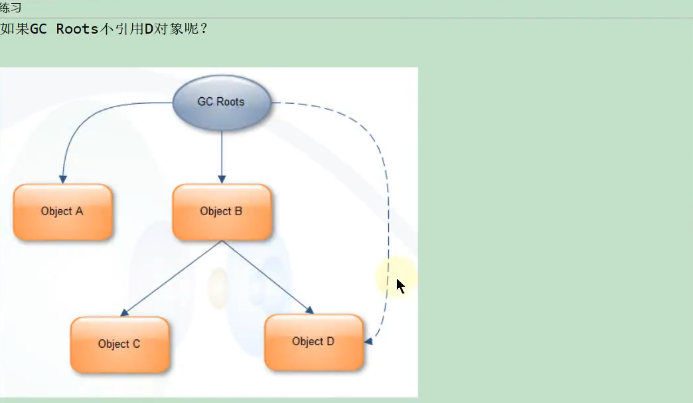 练习
如果GC Roots不引用D对象呢？
GC Roots
Object A
Object B
Object C
Object D